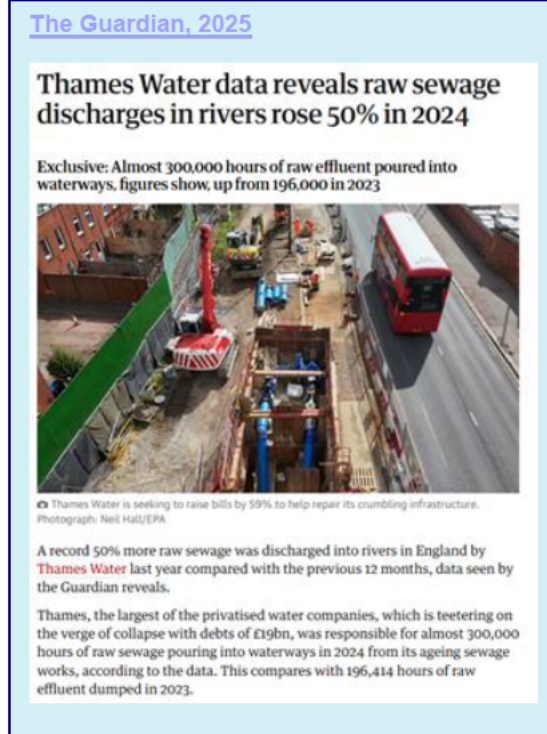 The Guardian, 2025
Thames Water data reveals raw sewage
discharges in rivers rose 50% in 2024
Exclusive: Almost 300,000 hours of raw effluent poured into
waterways, figures show, up from 196,000 in 2023
Thames Water is seeking to raise bills by 59% to help repair its crumbling infrastructure.
Photograph: Neil Hall/EPA
A record 50% more raw sewage was discharged into rivers in England by
Thames Water last year compared with the previous 12 months, data seen by
the Guardian reveals.
Thames, the largest of the privatised water companies, which is teetering on
the verge of collapse with debts of £19bn, was responsible for almost 300,000
hours of raw sewage pouring into waterways in 2024 from its ageing sewage
works, according to the data. This compares with 196,414 hours of raw
effluent dumped in 2023.